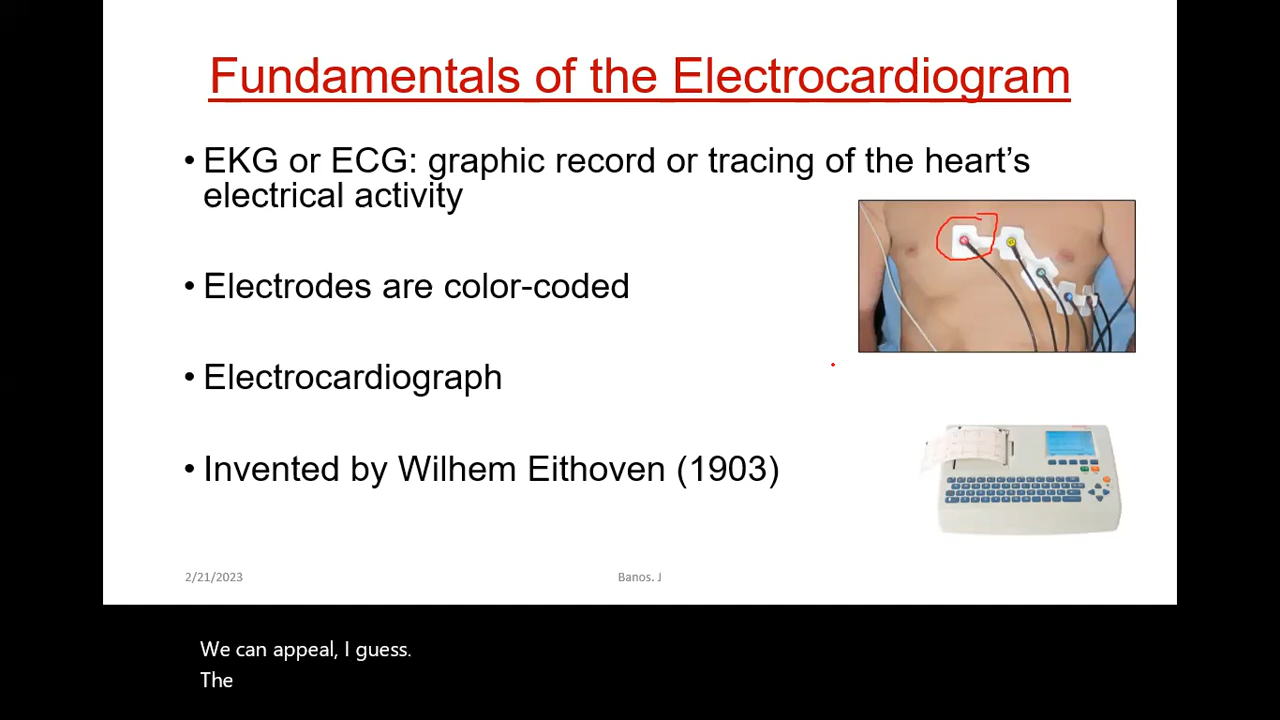 Fundamentals of the Electrocardiogram
• EKG or ECG: graphic record or tracing of the heart’s
electrical activity
• Electrodes are color-coded
• Electrocardiograph
• Invented by Wilhem Eithoven (1903)
2/21/2023
Banos. J
We can appeal, I guess.
The